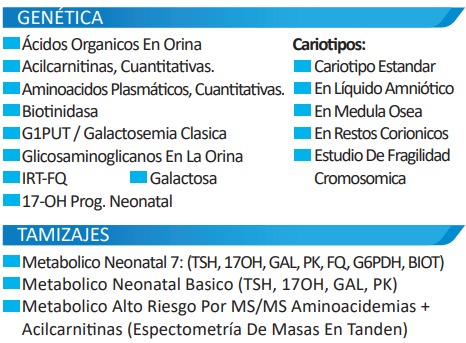 GENÉTICA
Ácidos Organicos En Orina
Acilcarnitinas, Cuantitativas.
Aminoacidos Plasmáticos, Cuantitativas.
Biotinidasa
G1PUT / Galactosemia Clasica
Glicosaminoglicanos En La Orina
IRT-FQ Galactosa
17-OH Prog. Neonatal
Cariotipos:
Cariotipo Estandar
En Líquido Amniótico
En Medula Osea
En Restos Corionicos
Estudio De Fragilidad
Cromosomica
TAMIZAJES
Metabolico Neonatal 7: (TSH, 17OH, GAL, PK, FQ, G6PDH, BIOT)
Metabolico Neonatal Basico (TSH, 17OH, GAL, PK)
Metabolico Alto Riesgo Por MS/MS Aminoacidemias +
Acilcarnitinas (Espectometría De Masas En Tanden)